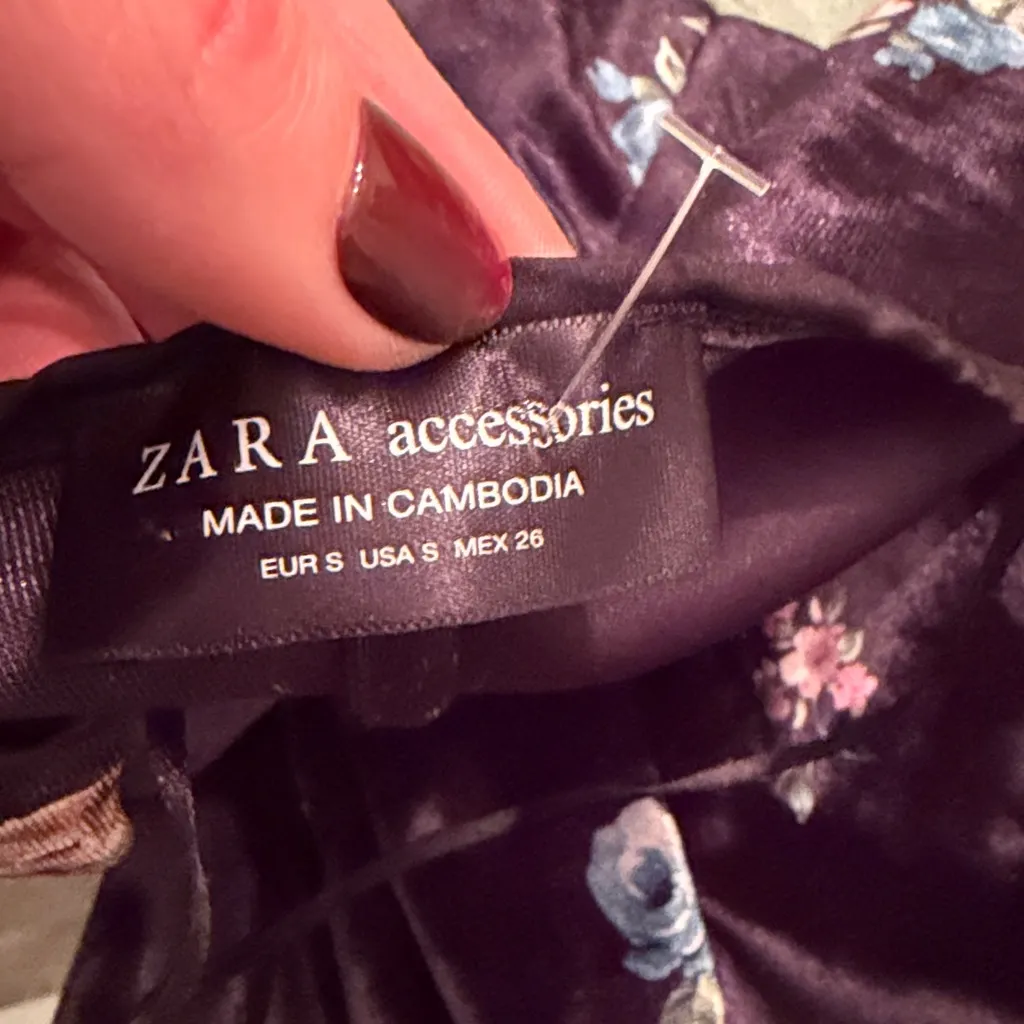 ZARA accessories
MADE IN CAMBODIA
EUR S USA S MEX 26